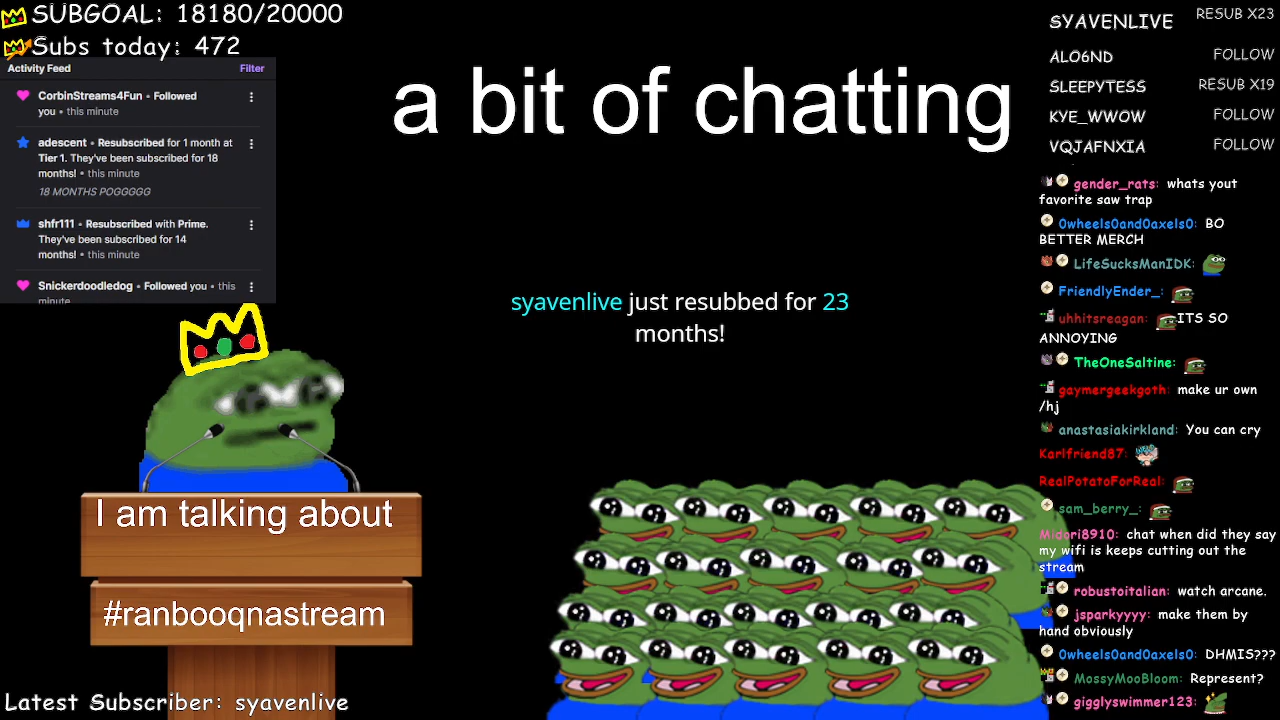 SUBGOAL: 18180/20000
Subs today: 472
Activity Feed
Filter
CorbinStreams4Fun • Followed
you • this minute
adescent • Resubscribed for 1 month at
Tier 1. They've been subscribed for 18
months! • this minute
18 MONTHS POGGGGG
shfr111 • Resubscribed with Prime.
They've been subscribed for 14
months! • this minute
Snickerdoodledog • Followed you • this
minute
a bit of chatting
syavenlive just resubbed for 23
months!
I am talking about
#ranbooqnastream
Latest Subscriber: syavenlive
SYAVENLIVE RESUB X23
ALO6ND FOLLOW
SLEEPYTESS RESUB X19
KYE_WWOW FOLLOW
VQJAFNXIA FOLLOW
gender_rats: whats yout
favorite saw trap
0wheels0and0axels0: BO
BETTER MERCH
LifeSucksManIDK:
FriendlyEnder_:
uhhitsreagan: ITS SO
ANNOYING
TheOneSaltine:
gaymergeekgoth: make ur own
/hj
anastasiakirkland: You can cry
Karlfriend87:
RealPotatoForReal:
sam_berry_:
Midori8910: chat when did they say
my wifi is keeps cutting out the
stream
robustoitalian: watch arcane.
jsparkyyyy: make them by
hand obviously
0wheels0and0axels0: DHMIS???
MossyMooBloom: Represent?
gigglyswimmer123: